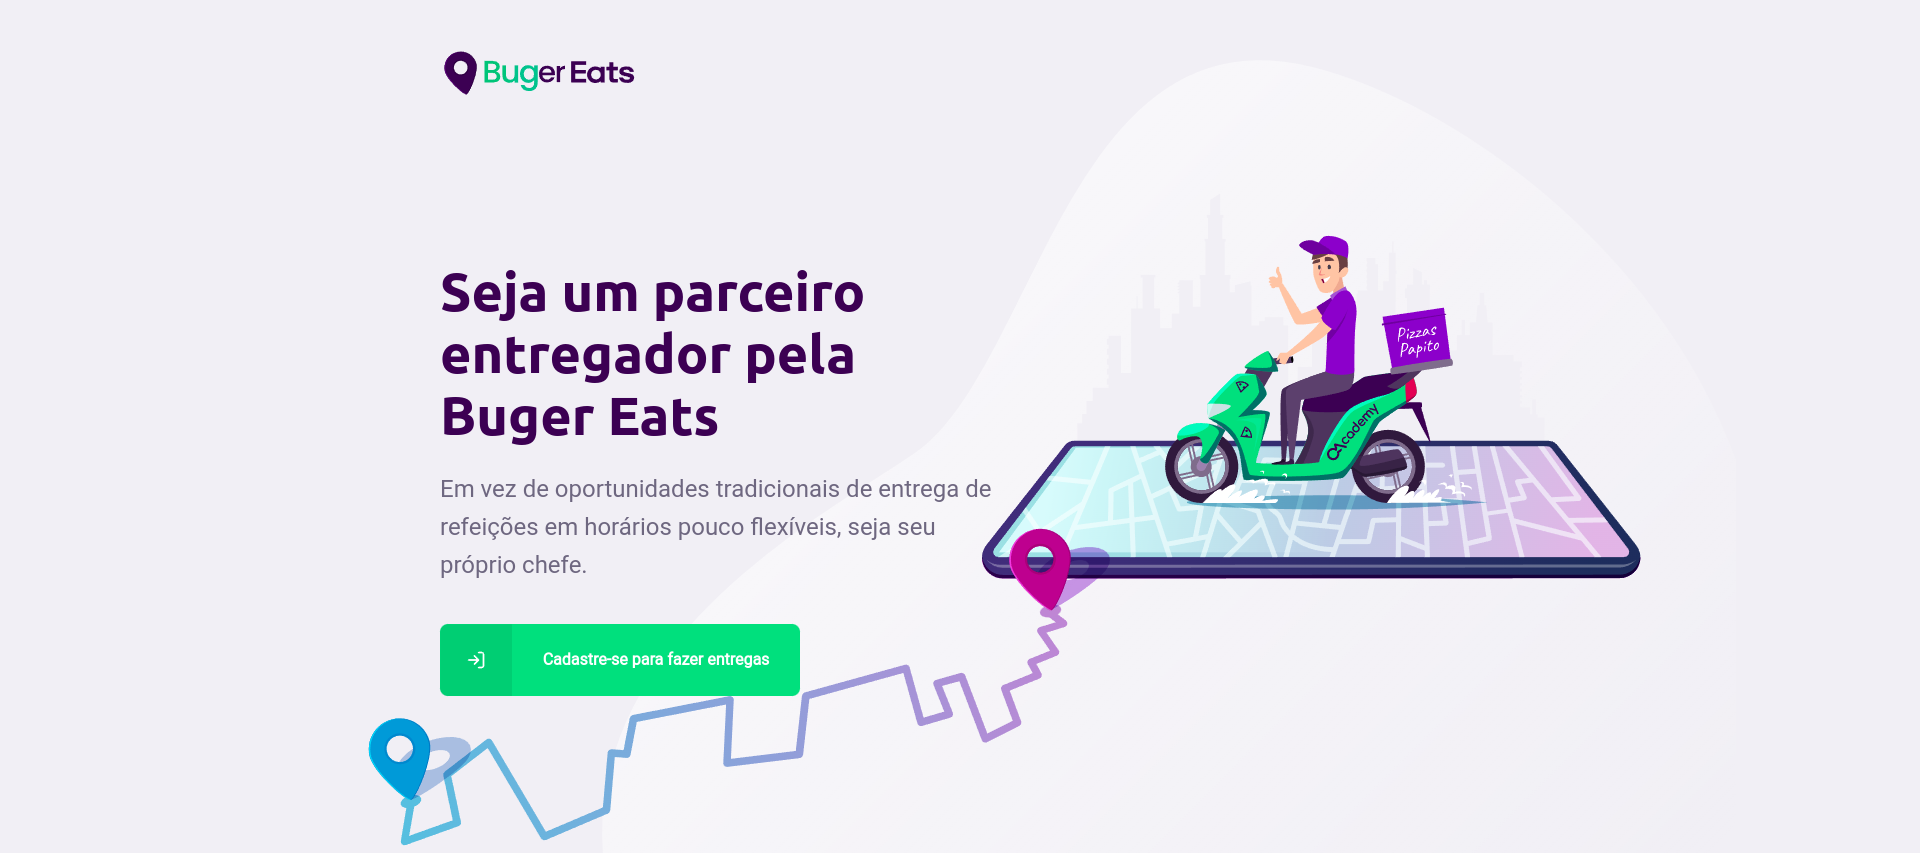 Buger Eats
Seja um parceiro
entregador pela
Buger Eats
Em vez de oportunidades tradicionais de entrega de
refeições em horários pouco flexíveis, seja seu
próprio chefe.
Cadastre-se para fazer entregas
Pizzas
Papito
QAcademy